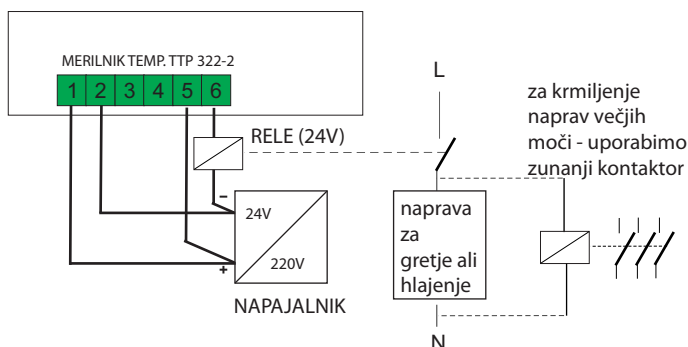 MERILNIK TEMP. TTP 322-2
1 2 3 4 5 6
RELE (24V)
–
24V
220V
+
NAPAJALNIK
L
naprava
za
gretje ali
hlajenje
N
za krmiljenje
naprav večjih
moči - uporabimo
zunanji kontaktor